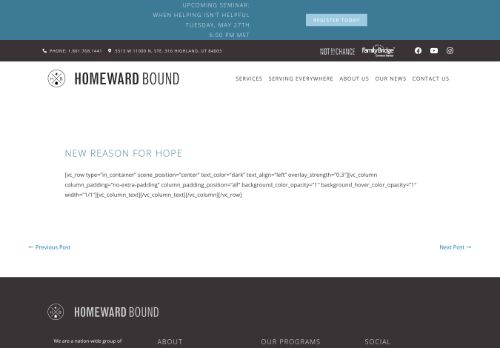 UPCOMING SEMINAR:
WHEN HELPING ISN'T HELPFUL
TUESDAY, MAY 27TH
6:00 PM MST
REGISTER TODAY
PHONE: 1.801.768.1441
5513 W 11000 N, STE. 316 HIGHLAND, UT 84003
NOT BY CHANCE
FamilyBridge
HOMEWARD BOUND
SERVICES
SERVING EVERYWHERE
ABOUT US
OUR NEWS
CONTACT US
NEW REASON FOR HOPE
[vc_row type="in_container" scene_position="center" text_color="dark" text_align="left" overlay_strength="0.3"][vc_column
column_padding="no-extra-padding" column_padding_position="all" background_color_opacity="1" background_hover_color_opacity="1"
width="1/1"][vc_column_text][/vc_column_text][/vc_column][/vc_row]
← Previous Post
Next Post →
HOMEWARD BOUND
We are a nation-wide group of
ABOUT
OUR PROGRAMS
SOCIAL